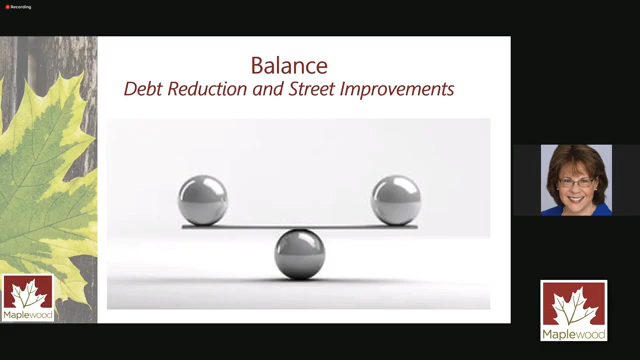 Recording
Balance
Debt Reduction and Street Improvements
Maplewood
Maplewood